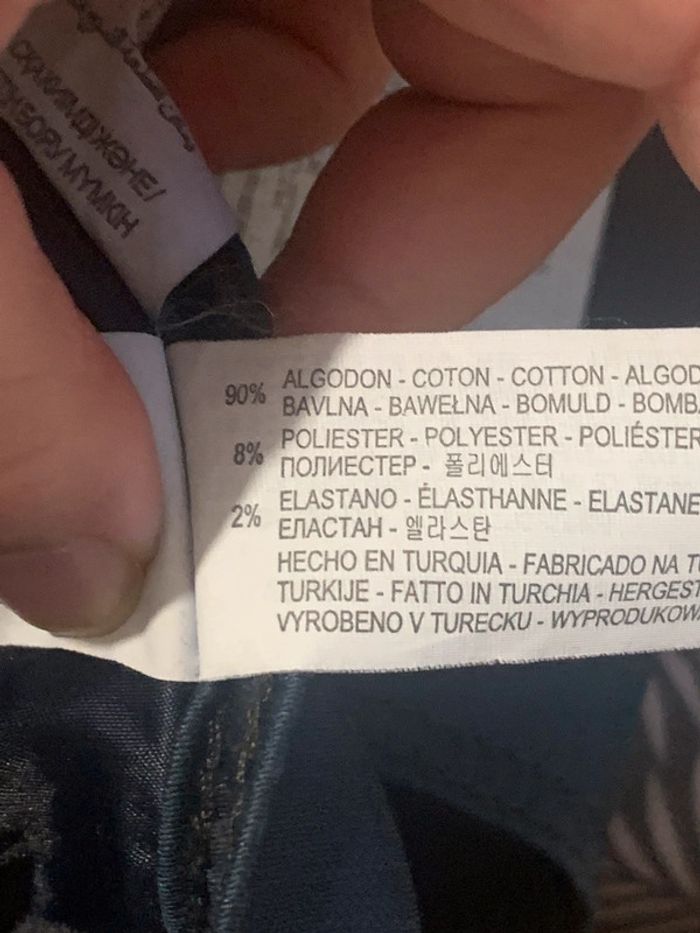 90% ALGODON - COTON - COTTON - ALGOD
BAVLNA - BAWEŁNA - BOMULD - BOMB
8% POLIESTER - POLYESTER - POLIÉSTER
ПОЛИЕСТЕР - 폴리에스터
2% ELASTANO - ÉLASTHANNE - ELASTANE
ЕЛАСТАН - 엘라스탄
HECHO EN TURQUIA - FABRICADO NA T
TURKIJE - FATTO IN TURCHIA - HERGEST
VYROBENO V TURECKU - WYPRODUKOWA